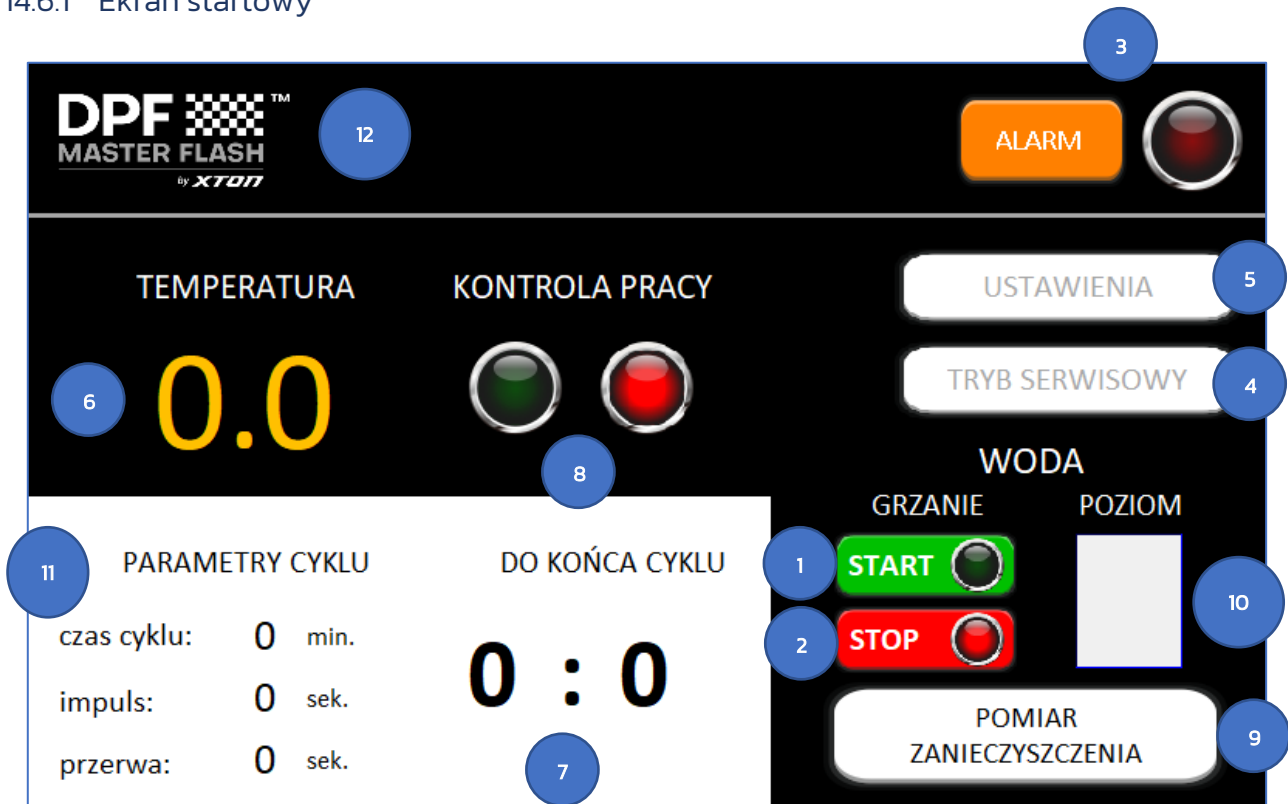 14.6.1 Ekran startowy
3
DPF ™
MASTER FLASH
by XTON
12
ALARM
TEMPERATURA
KONTROLA PRACY
USTAWIENIA
5
6
0.0
TRYB SERWISOWY
4
8
WODA
GRZANIE
POZIOM
11
PARAMETRY CYKLU
DO KOŃCA CYKLU
1
START
10
czas cyklu: 0 min.
2
STOP
impuls: 0 sek.
0 : 0
przerwa: 0 sek.
7
POMIAR
ZANIECZYSZCZENIA
9